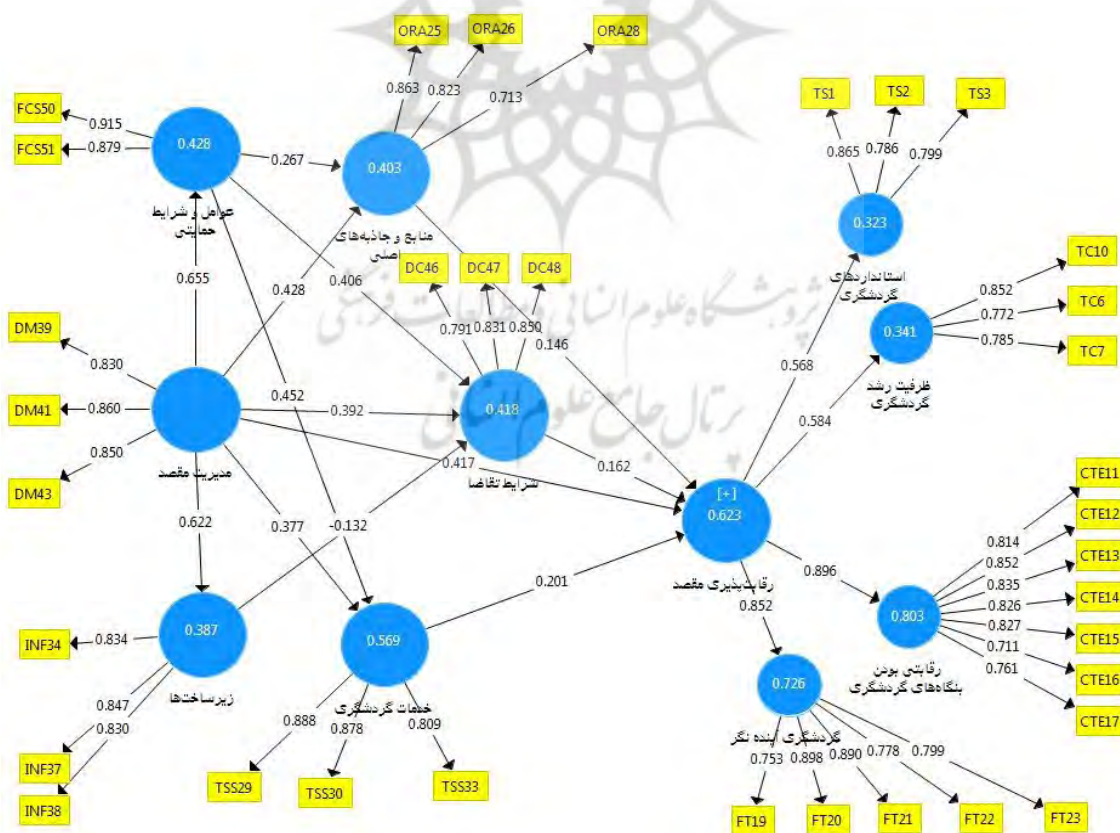 ORA25
ORA26
ORA28
0.863
0.823
0.713
TS1
TS2
TS3
0.865
0.786
0.799
FCS50
FCS51
0.915
0.879
0.428
0.267
0.403
عوامل و شرایط
حمایتی
منابع و جاذبه‌های
اصلی
0.323
استانداردهای
گردشگری
TC10
TC6
TC7
0.852
0.772
0.785
0.341
ظرفیت رشد
گردشگری
DC46
DC47
DC48
0.791
0.831
0.850
0.655
0.428
0.406
0.146
پژوهشگاه علوم انسانی و مطالعات فرهنگی
پرتال جامع علوم انسانی
0.568
0.584
DM39
DM41
DM43
0.830
0.860
0.850
مدیریت مقصد
0.452
0.392
0.418
شرایط تقاضا
0.417
0.162
0.622
0.377
-0.132
[+]
0.623
رقابت‌پذیری مقصد
0.201
0.896
0.852
CTE11
CTE12
CTE13
CTE14
CTE15
CTE16
CTE17
0.814
0.852
0.835
0.826
0.827
0.711
0.761
0.803
رقابتی بودن
بنگاه‌های گردشگری
INF34
INF37
INF38
0.834
0.847
0.830
0.387
زیرساخت‌ها
0.569
خدمات گردشگری
0.888
0.878
0.809
TSS29
TSS30
TSS33
0.726
گردشگری آینده نگر
0.753
0.898
0.890
0.778
0.799
FT19
FT20
FT21
FT22
FT23